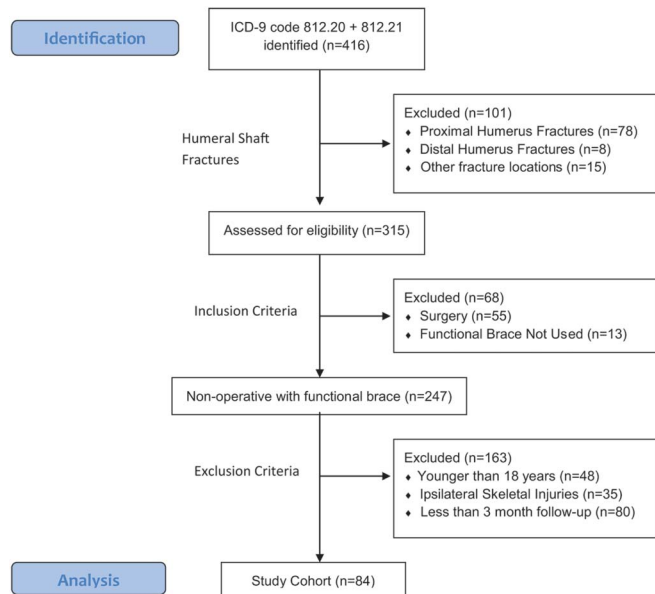 Identification
ICD-9 code 812.20 + 812.21
identified (n=416)
Humeral Shaft
Fractures
Excluded (n=101)
♦ Proximal Humerus Fractures (n=78)
♦ Distal Humerus Fractures (n=8)
♦ Other fracture locations (n=15)
Assessed for eligibility (n=315)
Inclusion Criteria
Excluded (n=68)
♦ Surgery (n=55)
♦ Functional Brace Not Used (n=13)
Non-operative with functional brace (n=247)
Exclusion Criteria
Excluded (n=163)
♦ Younger than 18 years (n=48)
♦ Ipsilateral Skeletal Injuries (n=35)
♦ Less than 3 month follow-up (n=80)
Analysis
Study Cohort (n=84)